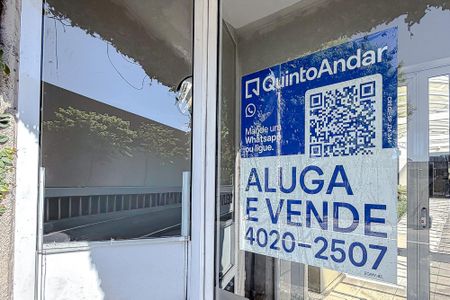 QuintoAndar
Mande um
Whatsapp
ou ligue.
ALUGA
E VENDE
4020-2507